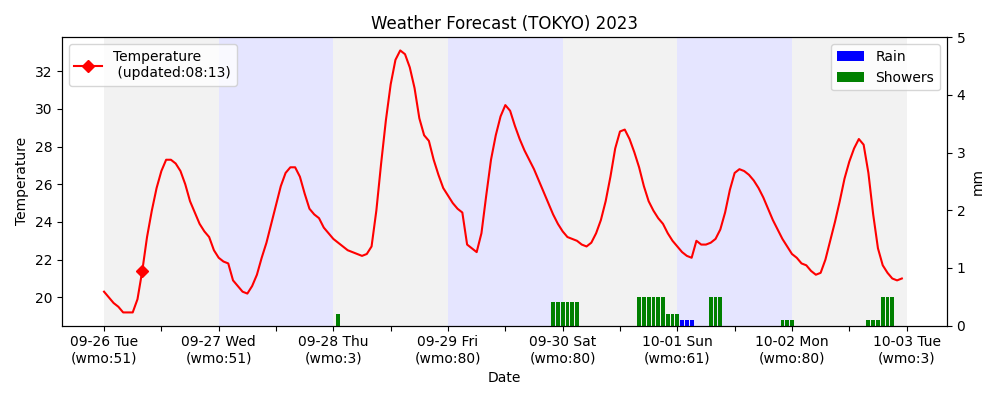 Weather Forecast (TOKYO) 2023
Temperature
(updated:08:13)
Rain
Showers
Temperature
32
30
28
26
24
22
20
5
4
3
2
1
0
mm
09-26 Tue 09-27 Wed 09-28 Thu 09-29 Fri 09-30 Sat 10-01 Sun 10-02 Mon 10-03 Tue
(wmo:51) (wmo:51) (wmo:3) (wmo:80) (wmo:80) (wmo:61) (wmo:80) (wmo:3)
Date